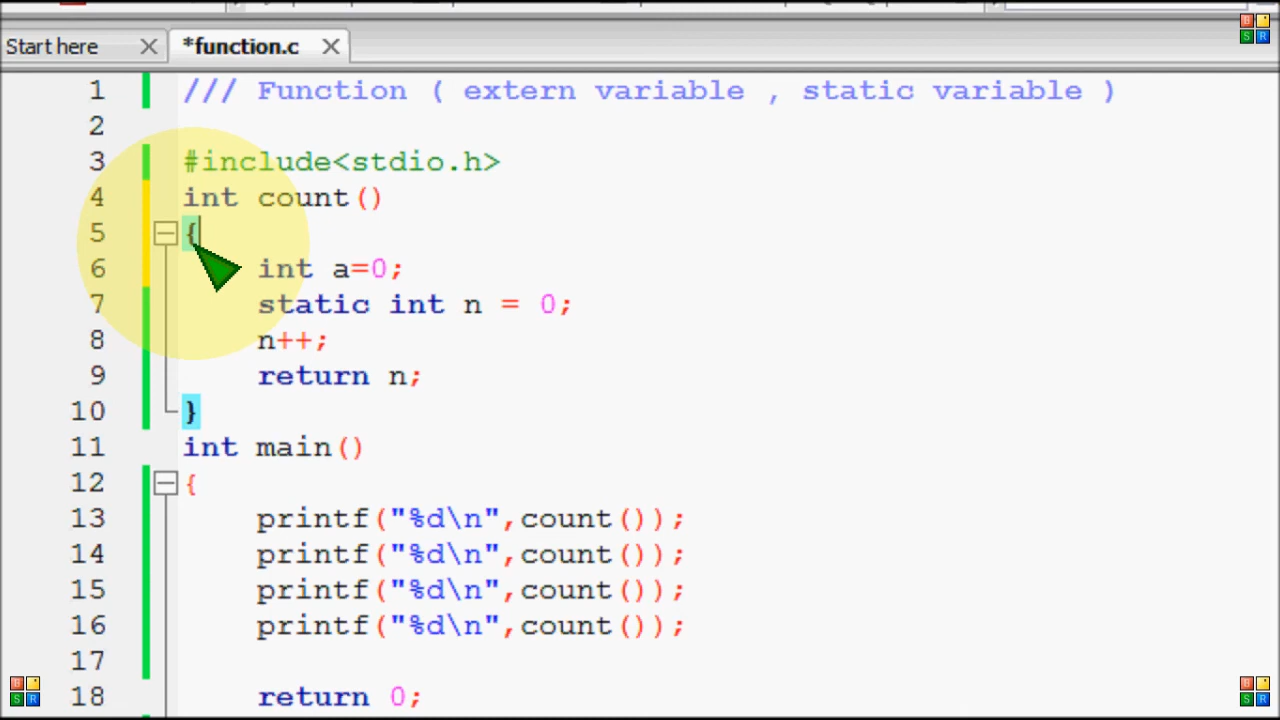 Start here
*function.c
1 /// Function ( extern variable , static variable )
2
3 #include<stdio.h>
4 int count()
5 {
6 int a=0;
7 static int n = 0;
8 n++;
9 return n;
10 }
11 int main()
12 {
13 printf("%d\n",count());
14 printf("%d\n",count());
15 printf("%d\n",count());
16 printf("%d\n",count());
17
18 return 0;